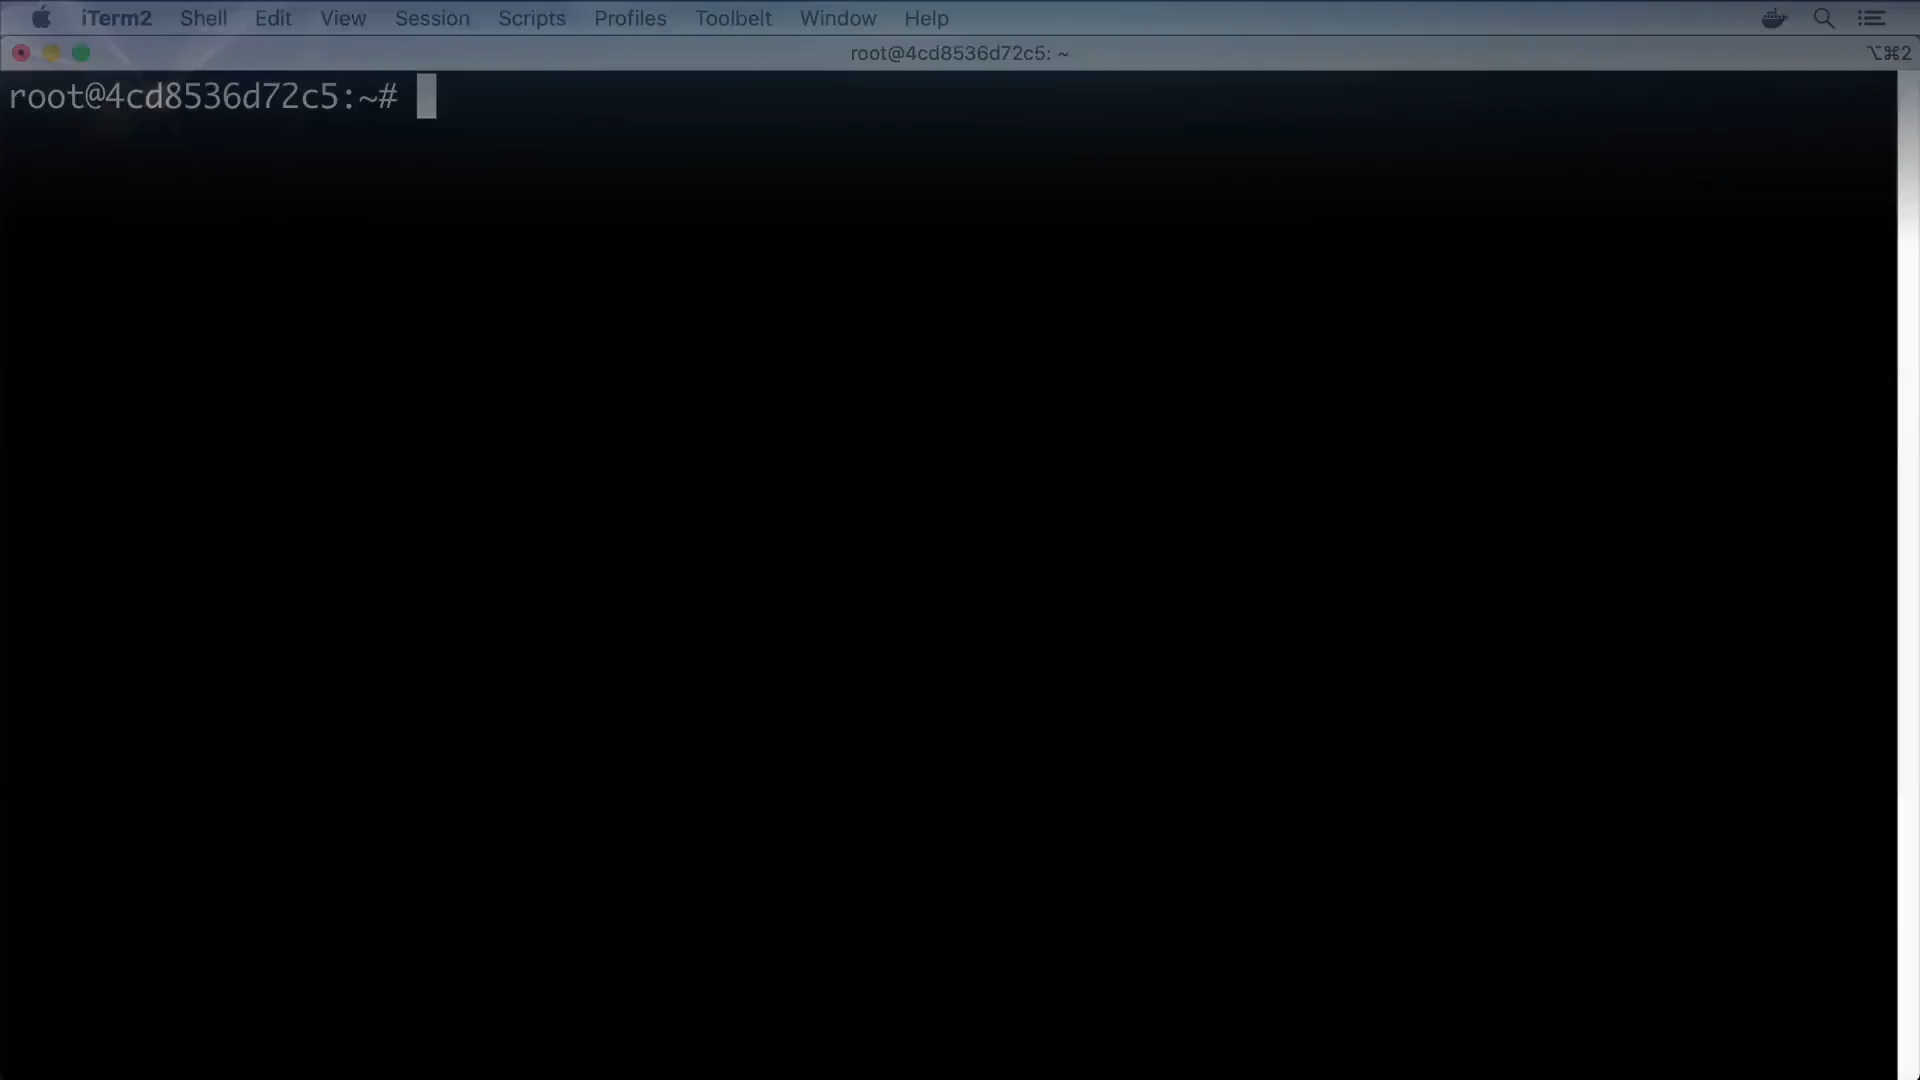 iTerm2 Shell Edit View Session Scripts Profiles Toolbelt Window Help
root@4cd8536d72c5: ~ ⌥⌘2
root@4cd8536d72c5:~#